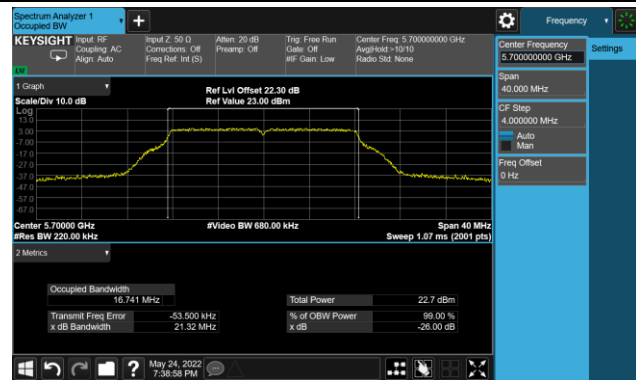 Spectrum Analyzer 1
Occupied BW
Frequency
KEYSIGHT
Input: RF
Coupling: AC
Align: Auto
Input Z: 50 Ω
Corrections: Off
Freq Ref: Int (S)
Atten: 20 dB
Preamp: Off
Trig: Free Run
Gate: Off
#IF Gain: Low
Center Freq: 5.700000000 GHz
Avg|Hold:>10/10
Radio Std: None
Center Frequency
5.700000000 GHz
Settings
Span
40.000 MHz
CF Step
4.000000 MHz
Auto
Man
Freq Offset
0 Hz
1 Graph
Scale/Div 10.0 dB
Ref Lvl Offset 22.30 dB
Ref Value 23.00 dBm
Log
13.0
3.00
-7.00
-17.0
-27.0
-37.0
-47.0
-57.0
-67.0
Center 5.70000 GHz
#Res BW 220.00 kHz
#Video BW 680.00 kHz
Span 40 MHz
Sweep 1.07 ms (2001 pts)
2 Metrics
Occupied Bandwidth
16.741 MHz
Total Power 22.7 dBm
Transmit Freq Error -53.500 kHz
% of OBW Power 99.00 %
x dB Bandwidth 21.32 MHz
x dB -26.00 dB
May 24, 2022
7:38:58 PM